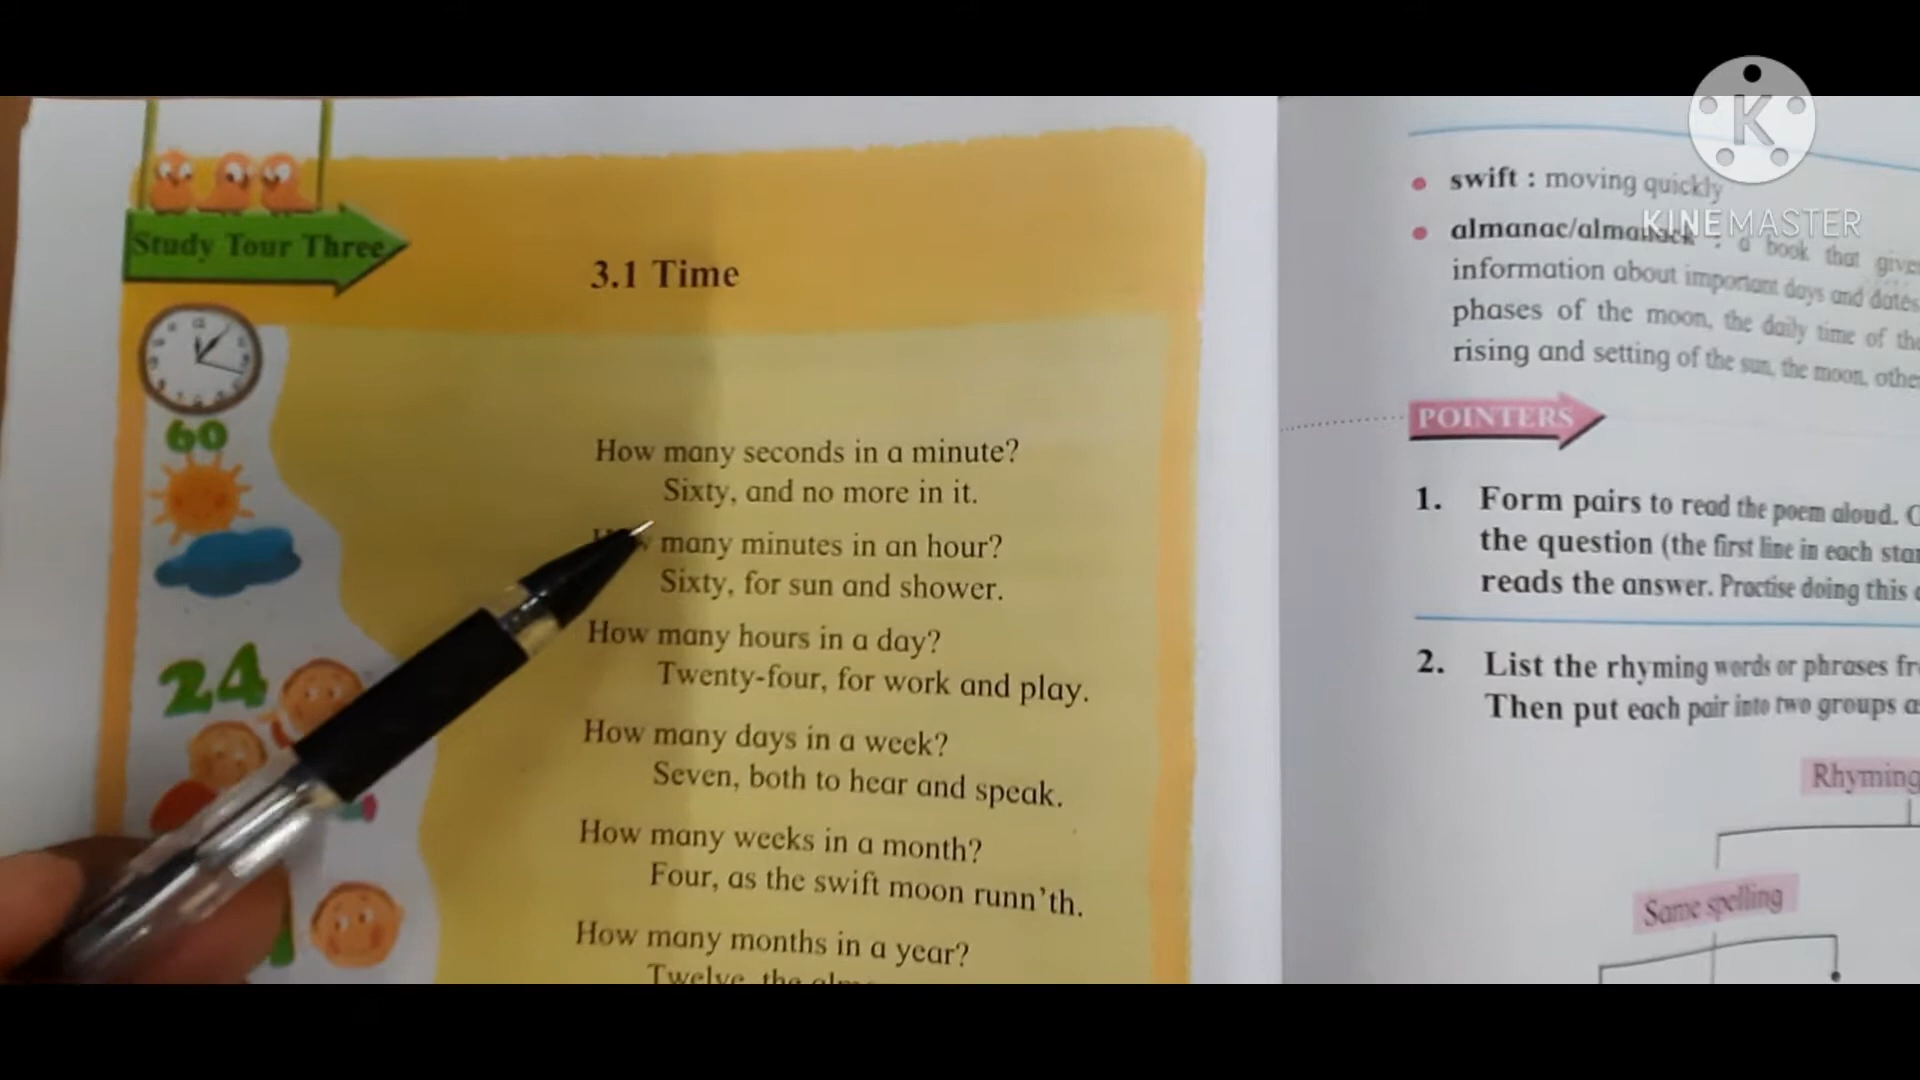 Study Tour Three
3.1 Time
60
24
How many seconds in a minute?
Sixty, and no more in it.
many minutes in an hour?
Sixty, for sun and shower.
How many hours in a day?
Twenty-four, for work and play.
How many days in a week?
Seven, both to hear and speak.
How many weeks in a month?
Four, as the swift moon runn'th.
How many months in a year?
Twelve, the
K
KINEMASTER
• swift : moving quickly
• almanac/almanack : a book that
information about important days and dates,
phases of the moon, the daily time of
rising and setting of the sun, the moon,
POINTERS
1. Form pairs to read the poem aloud.
the question (the first line in each
reads the answer. Practise doing this
2. List the rhyming words or phrases
Then put each pair into two groups
Rhyming
Same spelling